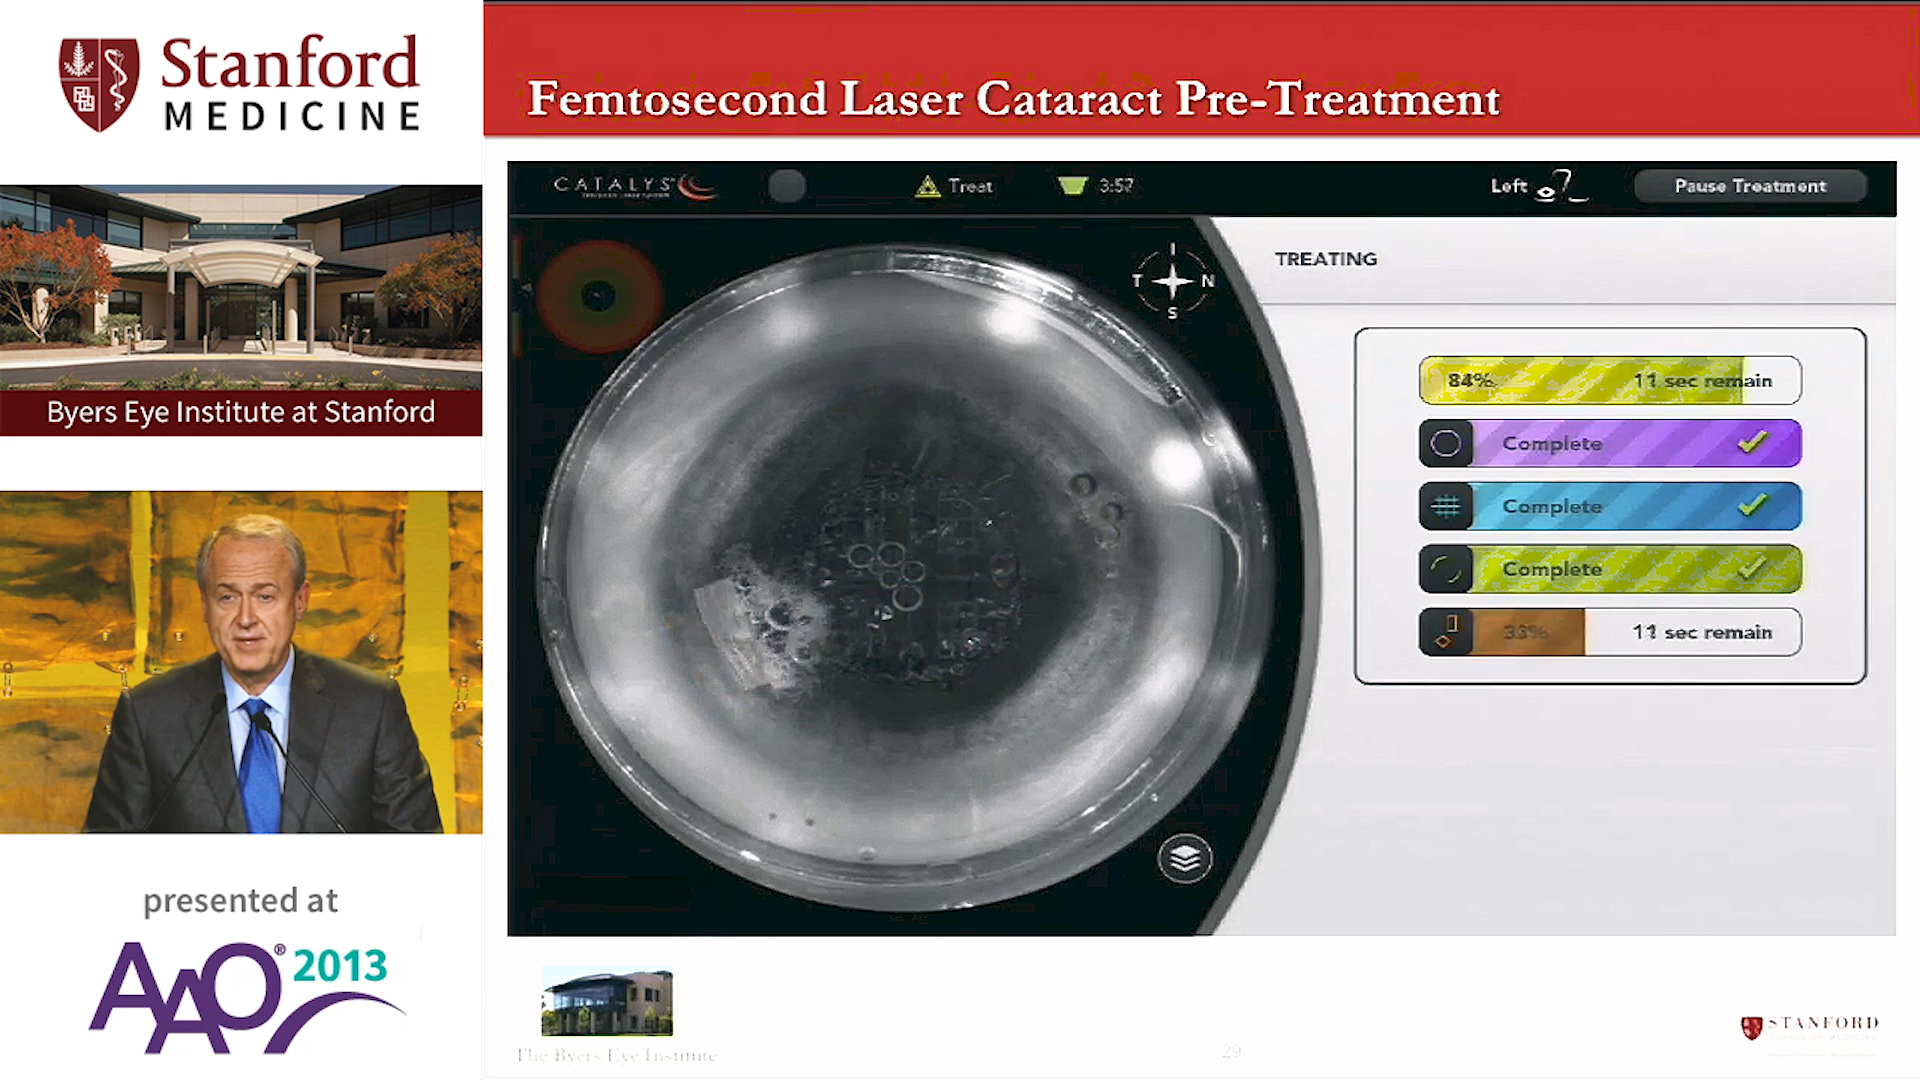 Stanford
MEDICINE
Byers Eye Institute at Stanford
presented at
AAO® 2013
Femtosecond Laser Cataract Pre-Treatment
CATALYS
Treat
3:57
Left
Pause Treatment
I
T
N
S
TREATING
84%
11 sec remain
Complete
Complete
Complete
33%
11 sec remain
The Byers Eye Institute
29
STANFORD